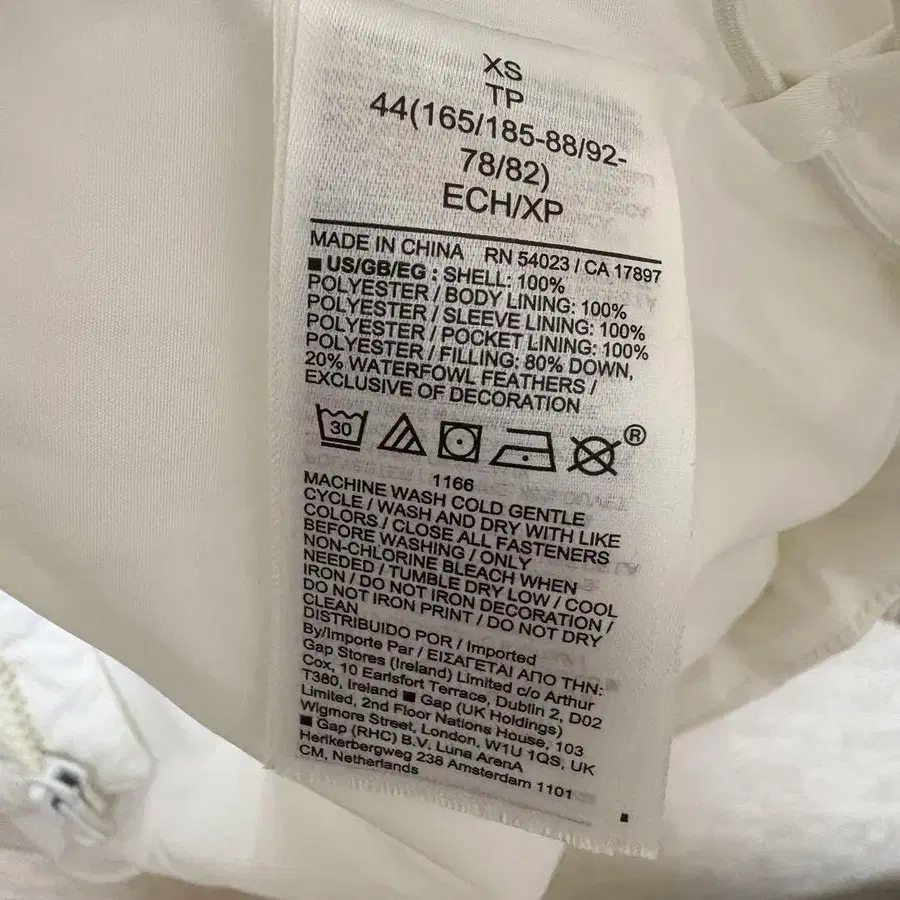 XS
TP
44(165/185-88/92-
78/82)
ECH/XP
MADE IN CHINA RN 54023 / CA 17897
■ US/GB/EG : SHELL: 100%
POLYESTER / BODY LINING: 100%
POLYESTER / SLEEVE LINING: 100%
POLYESTER / POCKET LINING: 100%
POLYESTER / FILLING: 80% DOWN,
20% WATERFOWL FEATHERS /
EXCLUSIVE OF DECORATION
30
®
1166
MACHINE WASH COLD GENTLE
CYCLE / WASH AND DRY WITH LIKE
COLORS / CLOSE ALL FASTENERS
BEFORE WASHING / ONLY
NON-CHLORINE BLEACH WHEN
NEEDED / TUMBLE DRY LOW / COOL
IRON / DO NOT IRON DECORATION /
DO NOT IRON PRINT / DO NOT DRY
CLEAN
DISTRIBUIDO POR / Imported
By/Importe Par / ΕΙΣΑΓΕΤΑΙ ΑΠΟ ΤΗΝ:
Gap Stores (Ireland) Limited c/o Arthur
Cox, 10 Earlsfort Terrace, Dublin 2, D02
T380, Ireland ■ Gap (UK Holdings)
Limited, 2nd Floor Nations House, 103
Wigmore Street, London, W1U 1QS, UK
■ Gap (RHC) B.V. Luna ArenA
Herikerbergweg 238 Amsterdam 1101
CM, Netherlands